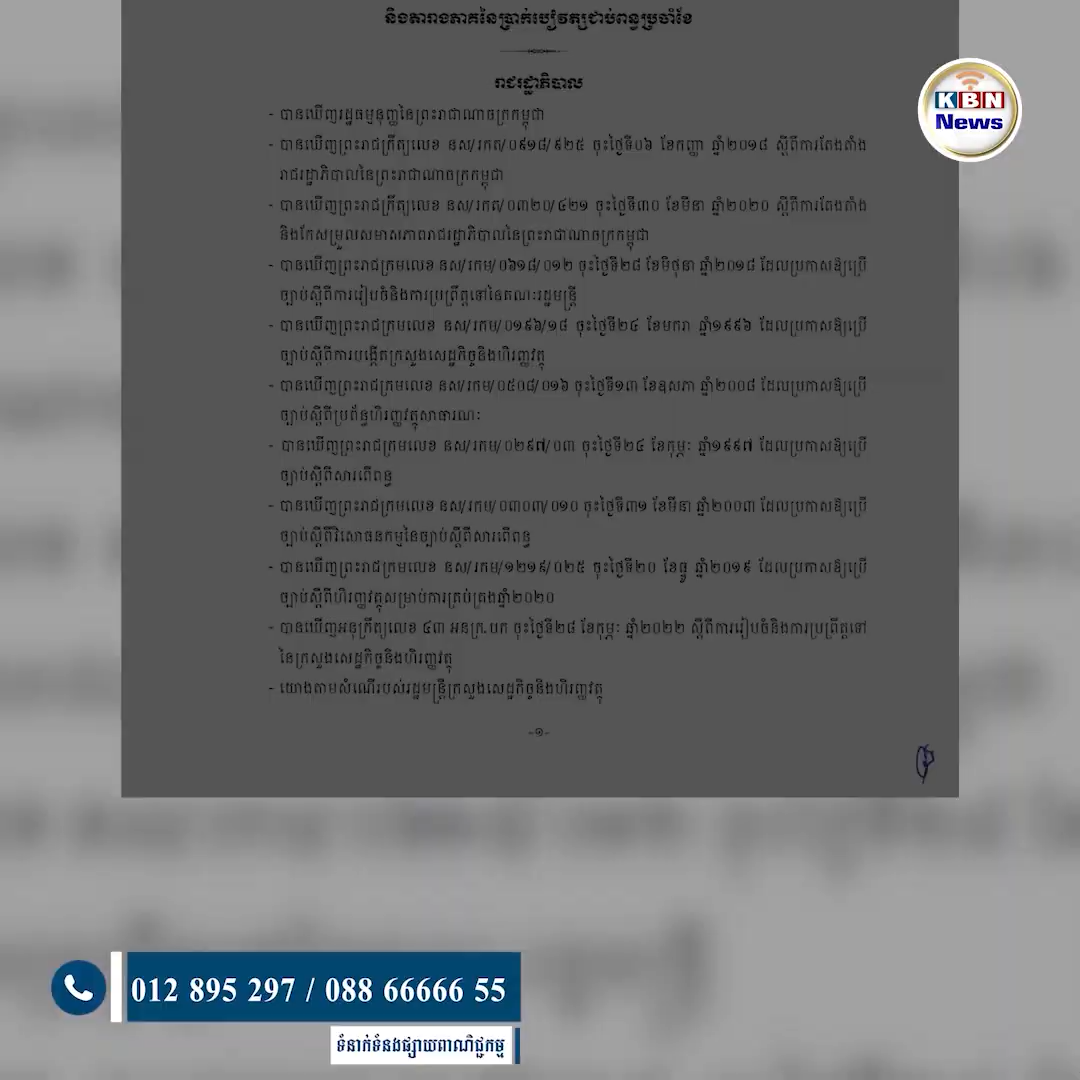 និងតារាងភាគនៃប្រាក់បៀវត្សជាប់ពន្ធប្រចាំខែ
រាជរដ្ឋាភិបាល
- បានឃើញរដ្ឋធម្មនុញ្ញនៃព្រះរាជាណាចក្រកម្ពុជា
- បានឃើញព្រះរាជក្រឹត្យលេខ នស/រកត/០៩១៨/៩២៥ ចុះថ្ងៃទី០៦ ខែកញ្ញា ឆ្នាំ២០១៨ ស្តីពីការតែងតាំង
រាជរដ្ឋាភិបាលនៃព្រះរាជាណាចក្រកម្ពុជា
- បានឃើញព្រះរាជក្រឹត្យលេខ នស/រកត/០៣២០/៤២១ ចុះថ្ងៃទី៣០ ខែមីនា ឆ្នាំ២០២០ ស្តីពីការតែងតាំង
និងកែសម្រួលសមាសភាពរាជរដ្ឋាភិបាលនៃព្រះរាជាណាចក្រកម្ពុជា
- បានឃើញព្រះរាជក្រមលេខ នស/រកម/០៦១៨/០១២ ចុះថ្ងៃទី២៨ ខែមិថុនា ឆ្នាំ២០១៨ ដែលប្រកាសឱ្យប្រើ
ច្បាប់ស្តីពីការរៀបចំនិងការប្រព្រឹត្តទៅនៃគណៈរដ្ឋមន្ត្រី
- បានឃើញព្រះរាជក្រមលេខ នស/រកម/០១៩៦/១៨ ចុះថ្ងៃទី២៤ ខែមករា ឆ្នាំ១៩៩៦ ដែលប្រកាសឱ្យប្រើ
ច្បាប់ស្តីពីការបង្កើតក្រសួងសេដ្ឋកិច្ចនិងហិរញ្ញវត្ថុ
- បានឃើញព្រះរាជក្រមលេខ នស/រកម/០៥០៨/០១៦ ចុះថ្ងៃទី១៣ ខែឧសភា ឆ្នាំ២០០៨ ដែលប្រកាសឱ្យប្រើ
ច្បាប់ស្តីពីប្រព័ន្ធហិរញ្ញវត្ថុសាធារណៈ
- បានឃើញព្រះរាជក្រមលេខ នស/រកម/០២៩៧/០៣ ចុះថ្ងៃទី២៤ ខែកុម្ភៈ ឆ្នាំ១៩៩៧ ដែលប្រកាសឱ្យប្រើ
ច្បាប់ស្តីពីសារពើពន្ធ
- បានឃើញព្រះរាជក្រមលេខ នស/រកម/០៣០៣/០១០ ចុះថ្ងៃទី៣១ ខែមីនា ឆ្នាំ២០០៣ ដែលប្រកាសឱ្យប្រើ
ច្បាប់ស្តីពីវិសោធនកម្មនៃច្បាប់ស្តីពីសារពើពន្ធ
- បានឃើញព្រះរាជក្រមលេខ នស/រកម/១២១៩/០២៥ ចុះថ្ងៃទី២០ ខែធ្នូ ឆ្នាំ២០១៩ ដែលប្រកាសឱ្យប្រើ
ច្បាប់ស្តីពីហិរញ្ញវត្ថុសម្រាប់ការគ្រប់គ្រងឆ្នាំ២០២០
- បានឃើញអនុក្រឹត្យលេខ ៤៣ អនក្រ.បក ចុះថ្ងៃទី២៨ ខែកុម្ភៈ ឆ្នាំ២០២២ ស្តីពីការរៀបចំនិងការប្រព្រឹត្តទៅ
នៃក្រសួងសេដ្ឋកិច្ចនិងហិរញ្ញវត្ថុ
- យោងតាមសំណើរបស់រដ្ឋមន្ត្រីក្រសួងសេដ្ឋកិច្ចនិងហិរញ្ញវត្ថុ
-១-
KBN
News
012 895 297 / 088 66666 55
ទំនាក់ទំនងផ្សាយពាណិជ្ជកម្ម